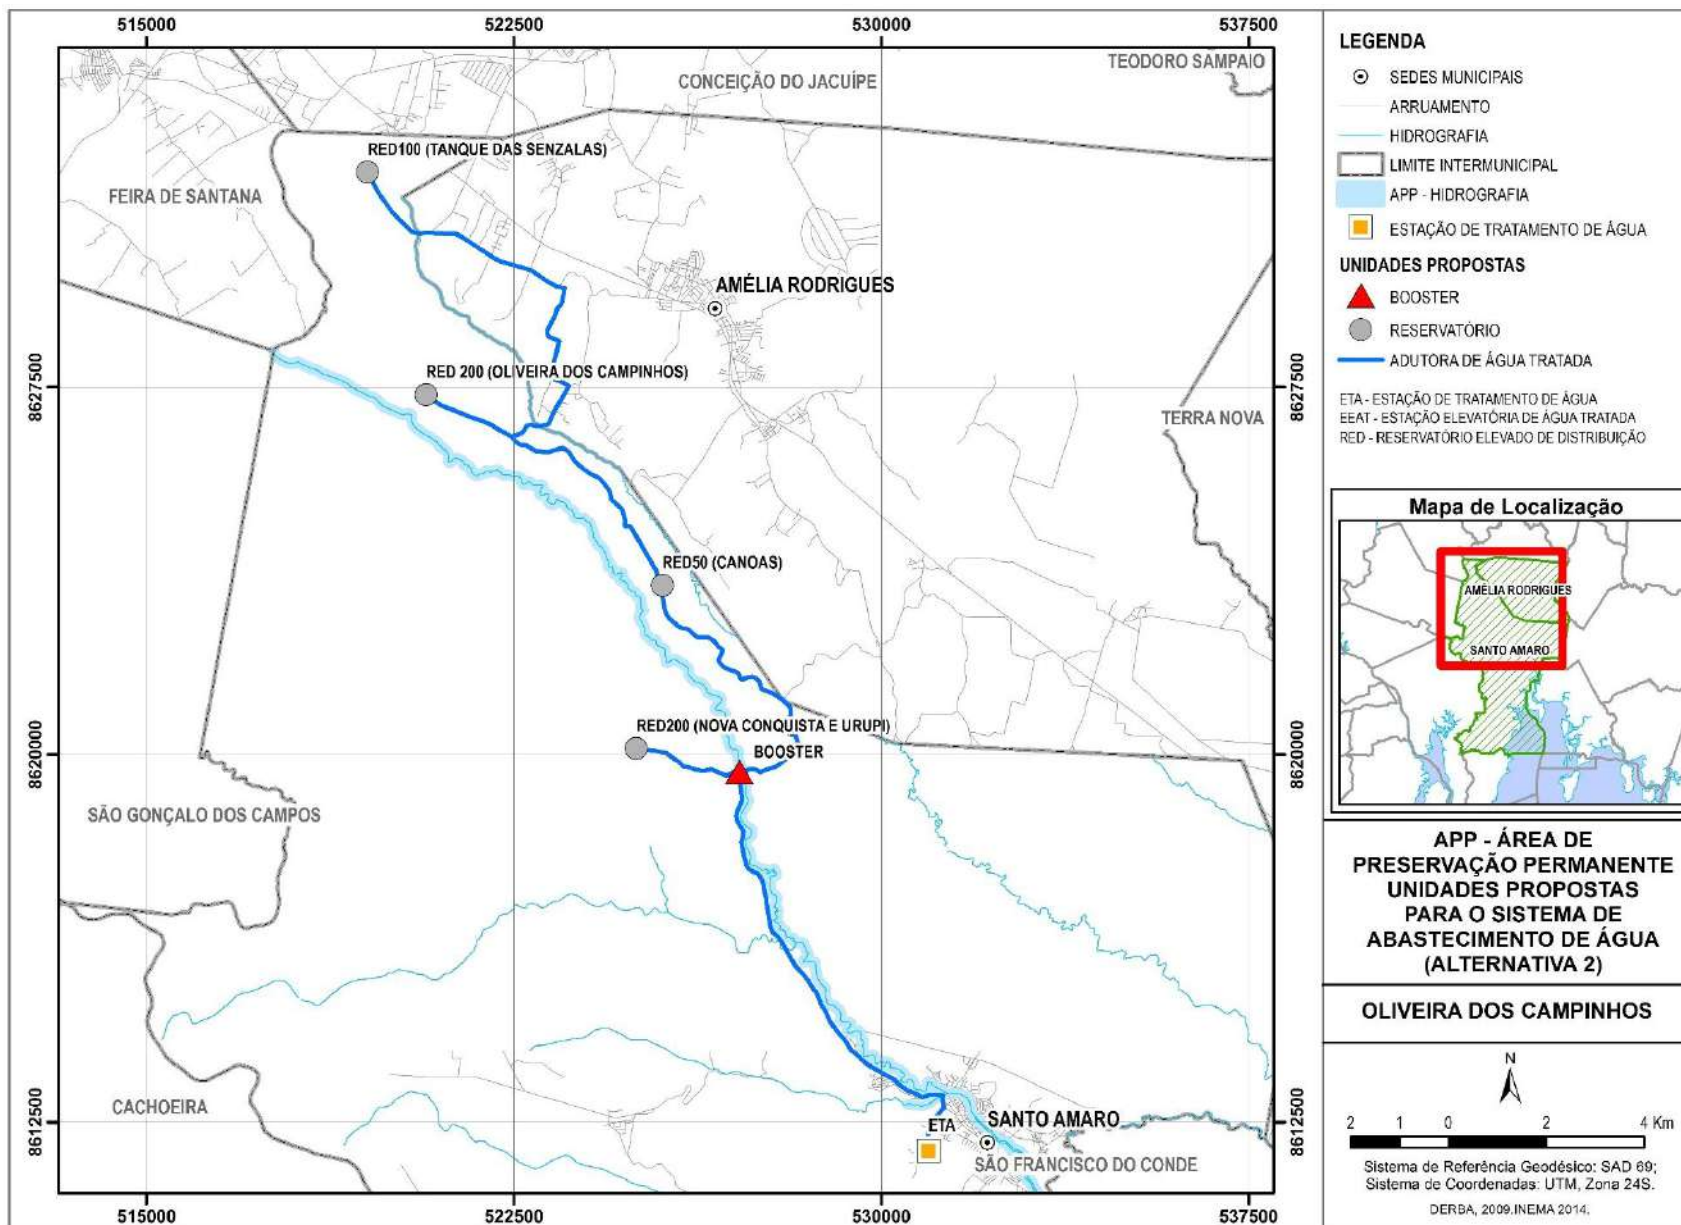 515000
522500
530000
537500
TEODORO SAMPAIO
CONCEIÇÃO DO JACUÍPE
RED100 (TANQUE DAS SENZALAS)
FEIRA DE SANTANA
AMÉLIA RODRIGUES
RED 200 (OLIVEIRA DOS CAMPINHOS)
8627500
8627500
TERRA NOVA
RED50 (CANOAS)
RED200 (NOVA CONQUISTA E URUPI)
BOOSTER
8620000
8620000
SÃO GONÇALO DOS CAMPOS
CACHOEIRA
8612500
8612500
ETA
SANTO AMARO
SÃO FRANCISCO DO CONDE
515000
522500
530000
537500
LEGENDA
SEDES MUNICIPAIS
ARRUAMENTO
HIDROGRAFIA
LIMITE INTERMUNICIPAL
APP - HIDROGRAFIA
ESTAÇÃO DE TRATAMENTO DE ÁGUA
UNIDADES PROPOSTAS
BOOSTER
RESERVATÓRIO
ADUTORA DE ÁGUA TRATADA
ETA - ESTAÇÃO DE TRATAMENTO DE ÁGUA
EEAT - ESTAÇÃO ELEVATÓRIA DE ÁGUA TRATADA
RED - RESERVATÓRIO ELEVADO DE DISTRIBUIÇÃO
Mapa de Localização
AMÉLIA RODRIGUES
SANTO AMARO
APP - ÁREA DE
PRESERVAÇÃO PERMANENTE
UNIDADES PROPOSTAS
PARA O SISTEMA DE
ABASTECIMENTO DE ÁGUA
(ALTERNATIVA 2)
OLIVEIRA DOS CAMPINHOS
N
2 1 0 2 4 Km
Sistema de Referência Geodésico: SAD 69;
Sistema de Coordenadas: UTM, Zona 24S.
DERBA, 2009.INEMA 2014.